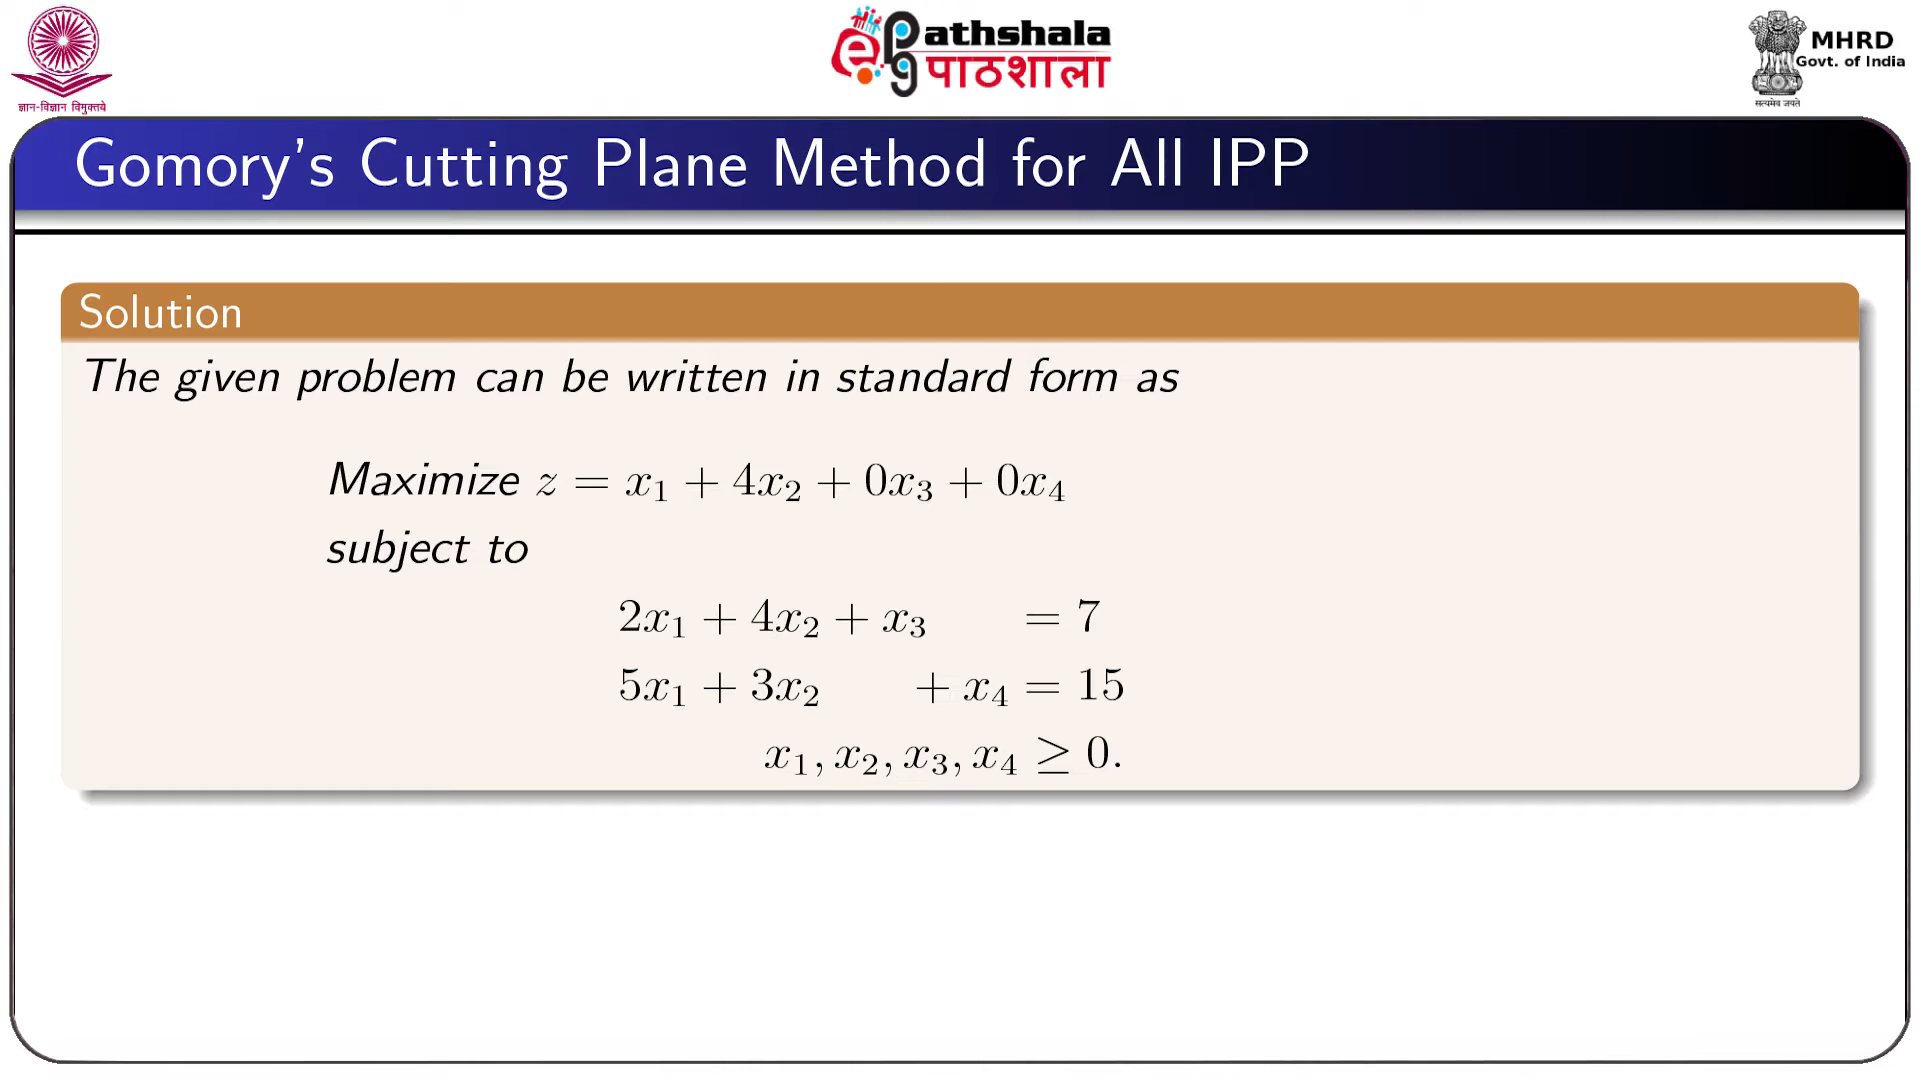 ज्ञान-विज्ञान विमुक्तये
ePathshala
पाठशाला
MHRD
Govt. of India
सत्यमेव जयते
Gomory's Cutting Plane Method for All IPP
Solution
The given problem can be written in standard form as
Maximize z = x₁ + 4x₂ + 0x₃ + 0x₄
subject to
2x₁ + 4x₂ + x₃ = 7
5x₁ + 3x₂ + x₄ = 15
x₁, x₂, x₃, x₄ ≥ 0.